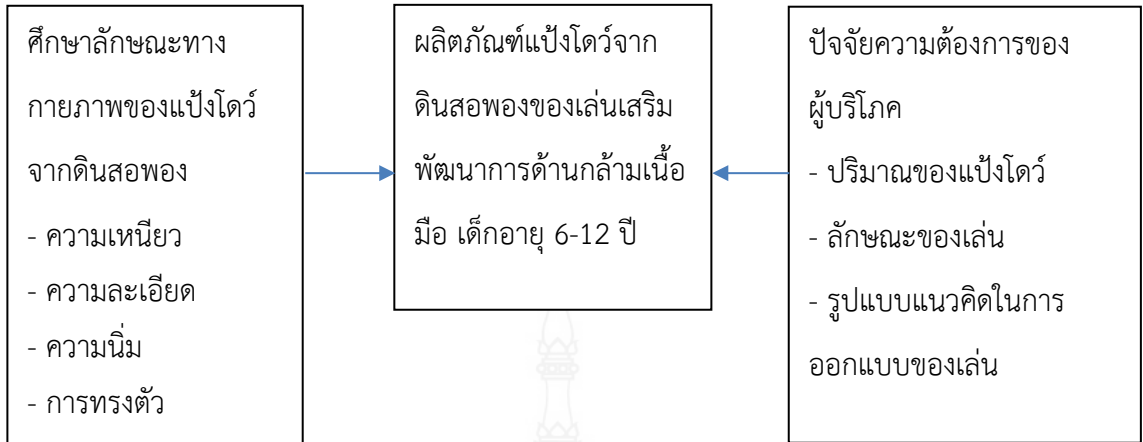 ศึกษาลักษณะทาง
กายภาพของแป้งโดว์
จากดินสอพอง
- ความเหนียว
- ความละเอียด
- ความนิ่ม
- การทรงตัว
ผลิตภัณฑ์แป้งโดว์จาก
ดินสอพองของเล่นเสริม
พัฒนาการด้านกล้ามเนื้อ
มือ เด็กอายุ 6-12 ปี
ปัจจัยความต้องการของ
ผู้บริโภค
- ปริมาณของแป้งโดว์
- ลักษณะของเล่น
- รูปแบบแนวคิดในการ
ออกแบบของเล่น